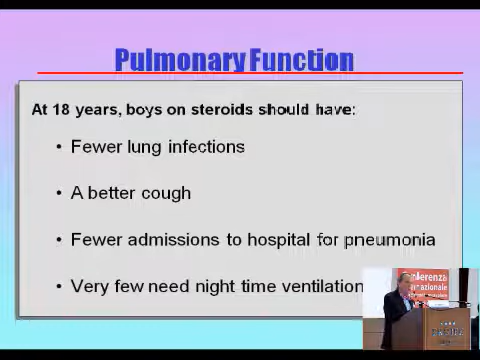 Pulmonary Function
At 18 years, boys on steroids should have:
• Fewer lung infections
• A better cough
• Fewer admissions to hospital for pneumonia
• Very few need night time ventilation